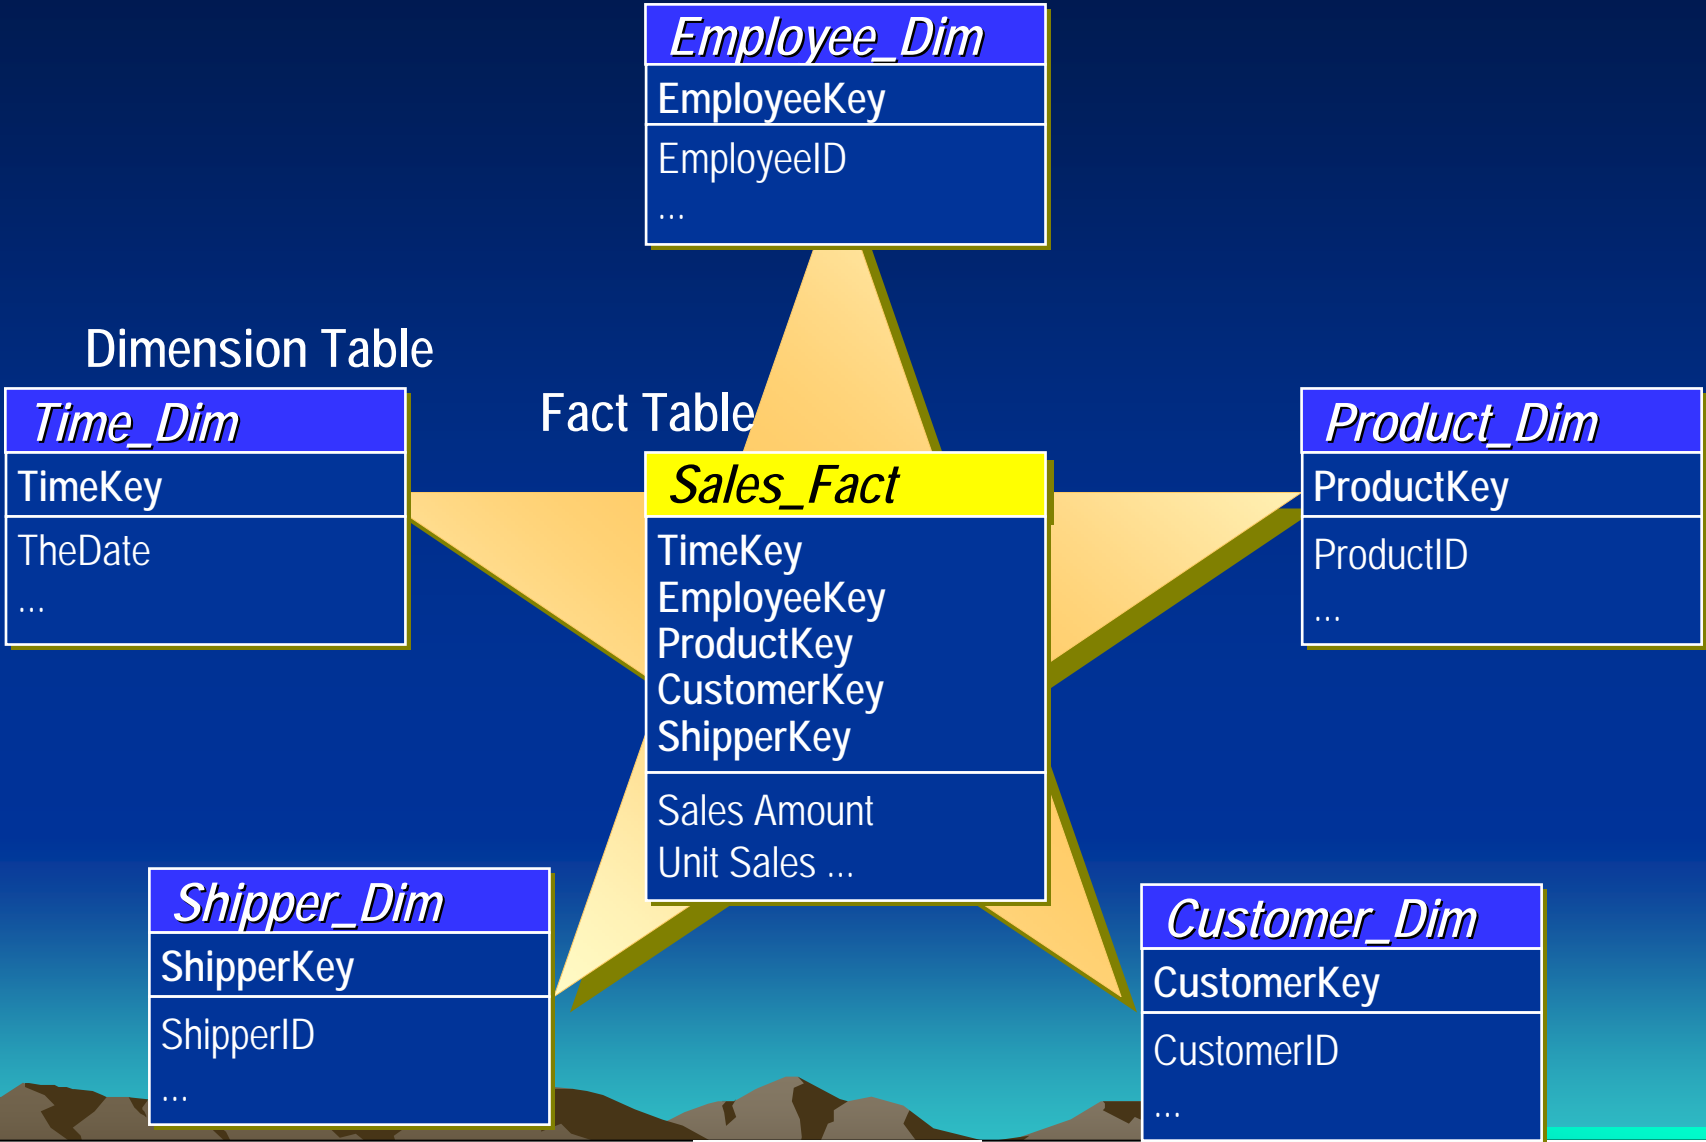 Employee_Dim
EmployeeKey
EmployeeID
...
Dimension Table
Time_Dim
TimeKey
TheDate
...
Fact Table
Sales_Fact
TimeKey
EmployeeKey
ProductKey
CustomerKey
ShipperKey
Sales Amount
Unit Sales ...
Product_Dim
ProductKey
ProductID
...
Shipper_Dim
ShipperKey
ShipperID
...
Customer_Dim
CustomerKey
CustomerID
...